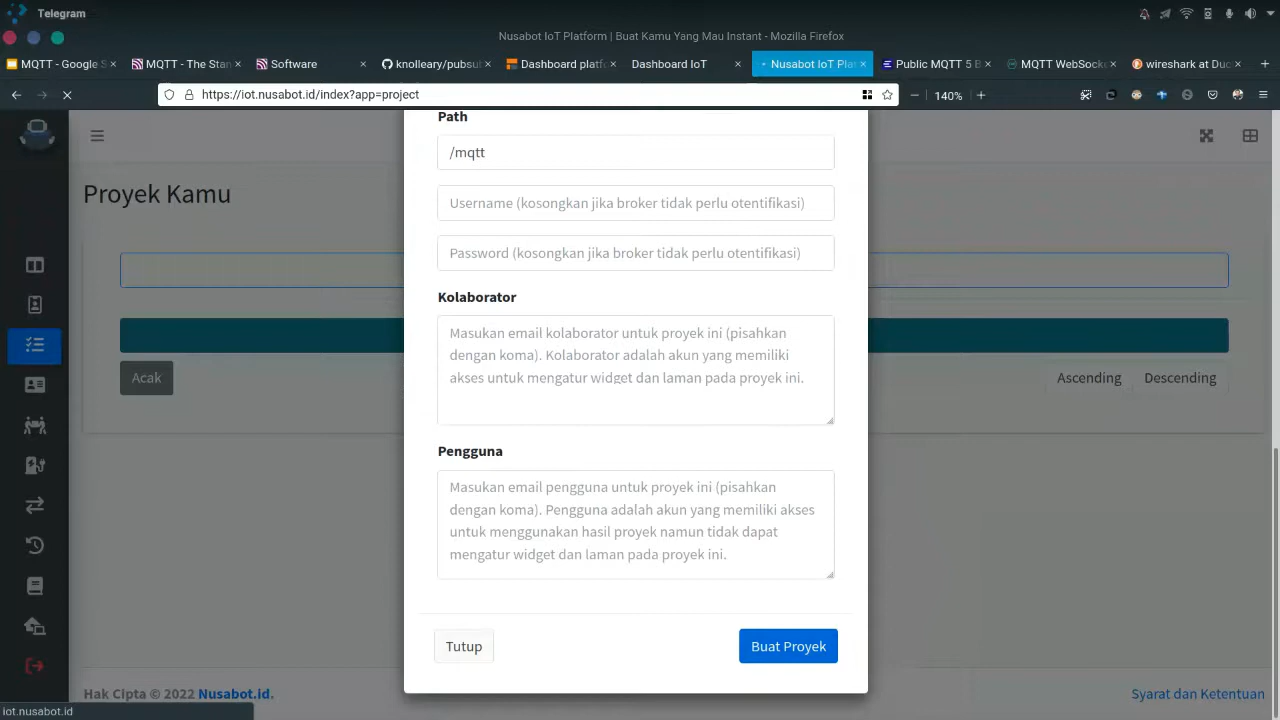 Telegram
Nusabot IoT Platform | Buat Kamu Yang Mau Instant - Mozilla Firefox
MQTT - Google S
MQTT - The Stan
Software
knolleary/pubsu
Dashboard platf
Dashboard IoT
Nusabot IoT Plat
Public MQTT 5 B
MQTT WebSocke
wireshark at Duc
https://iot.nusabot.id/index?app=project
140%
Path
/mqtt
Proyek Kamu
Username (kosongkan jika broker tidak perlu otentifikasi)
Password (kosongkan jika broker tidak perlu otentifikasi)
Kolaborator
Masukan email kolaborator untuk proyek ini (pisahkan
dengan koma). Kolaborator adalah akun yang memiliki
akses untuk mengatur widget dan laman pada proyek ini.
Acak
Ascending
Descending
Pengguna
Masukan email pengguna untuk proyek ini (pisahkan
dengan koma). Pengguna adalah akun yang memiliki akses
untuk menggunakan hasil proyek namun tidak dapat
mengatur widget dan laman pada proyek ini.
Tutup
Buat Proyek
Hak Cipta © 2022 Nusabot.id.
Syarat dan Ketentuan
iot.nusabot.id